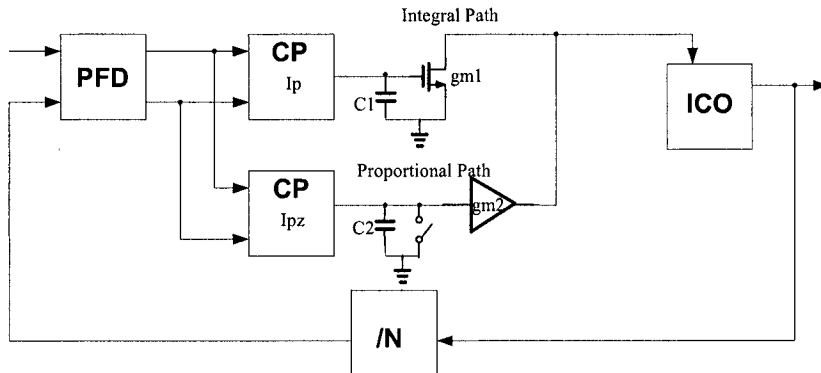 Integral Path
PFD
CP
Ip
C1
gm1
ICO
Proportional Path
CP
Ipz
C2
gm2
/N